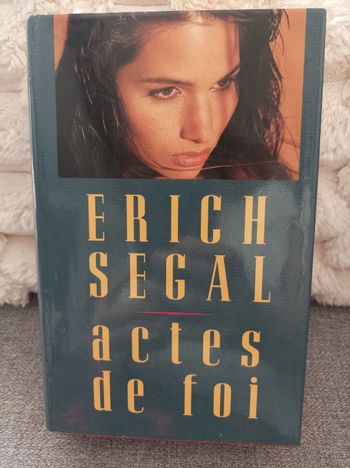 ERICH
SEGAL
actes
de foi